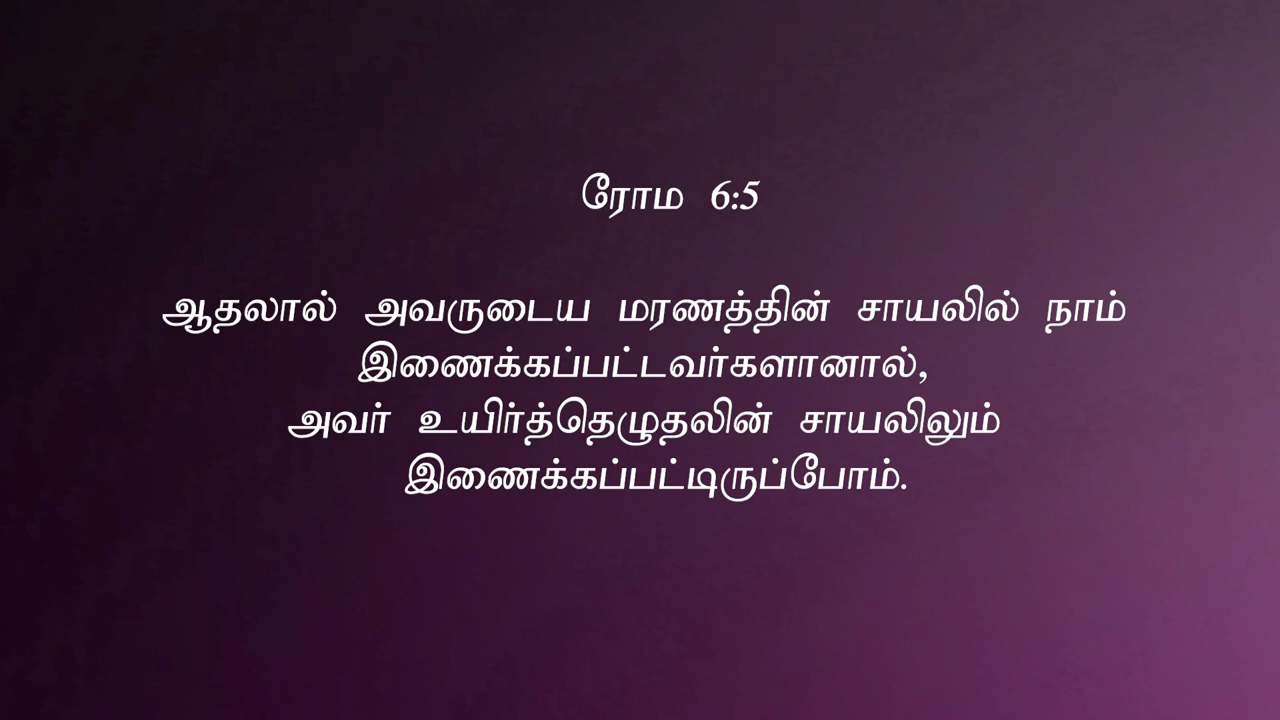 ரோம 6:5
ஆதலால் அவருடைய மரணத்தின் சாயலில் நாம்
இணைக்கப்பட்டவர்களானால்,
அவர் உயிர்த்தெழுதலின் சாயலிலும்
இணைக்கப்பட்டிருப்போம்.